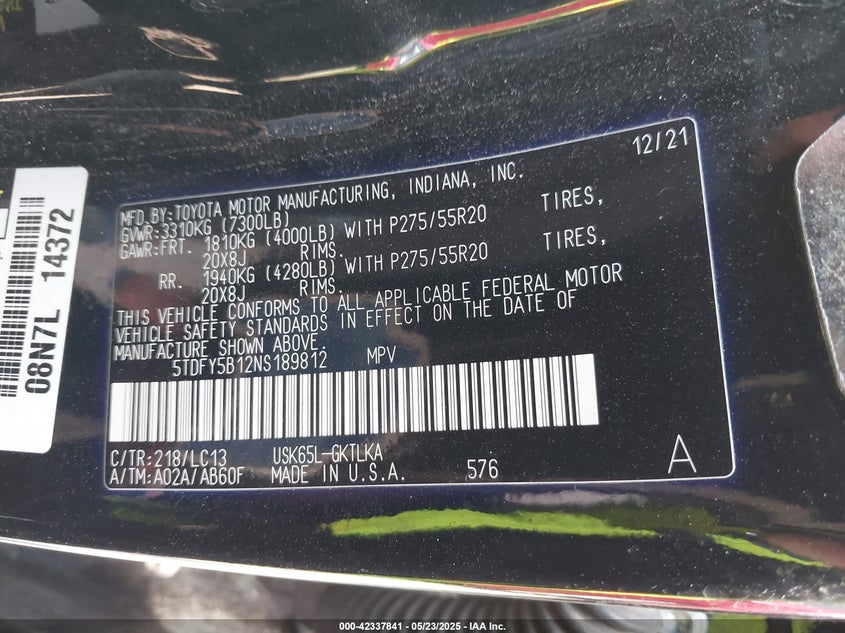 12/21
MFD.BY:TOYOTA MOTOR MANUFACTURING, INDIANA, INC.
GVWR:3310KG (7300LB)
GAWR:FRT. 1810KG (4000LB) WITH P275/55R20 TIRES,
20X8J RIMS.
RR. 1940KG (4280LB) WITH P275/55R20 TIRES,
20X8J RIMS.
THIS VEHICLE CONFORMS TO ALL APPLICABLE FEDERAL MOTOR
VEHICLE SAFETY STANDARDS IN EFFECT ON THE DATE OF
MANUFACTURE SHOWN ABOVE.
5TDFY5B12NS189812 MPV
C/TR:218/LC13 USK65L-GKTLKA
A/TM:A02A/AB60F MADE IN U.S.A. 576
A
08N7L 14372
000-42337841 - 05/23/2025 - IAA Inc.